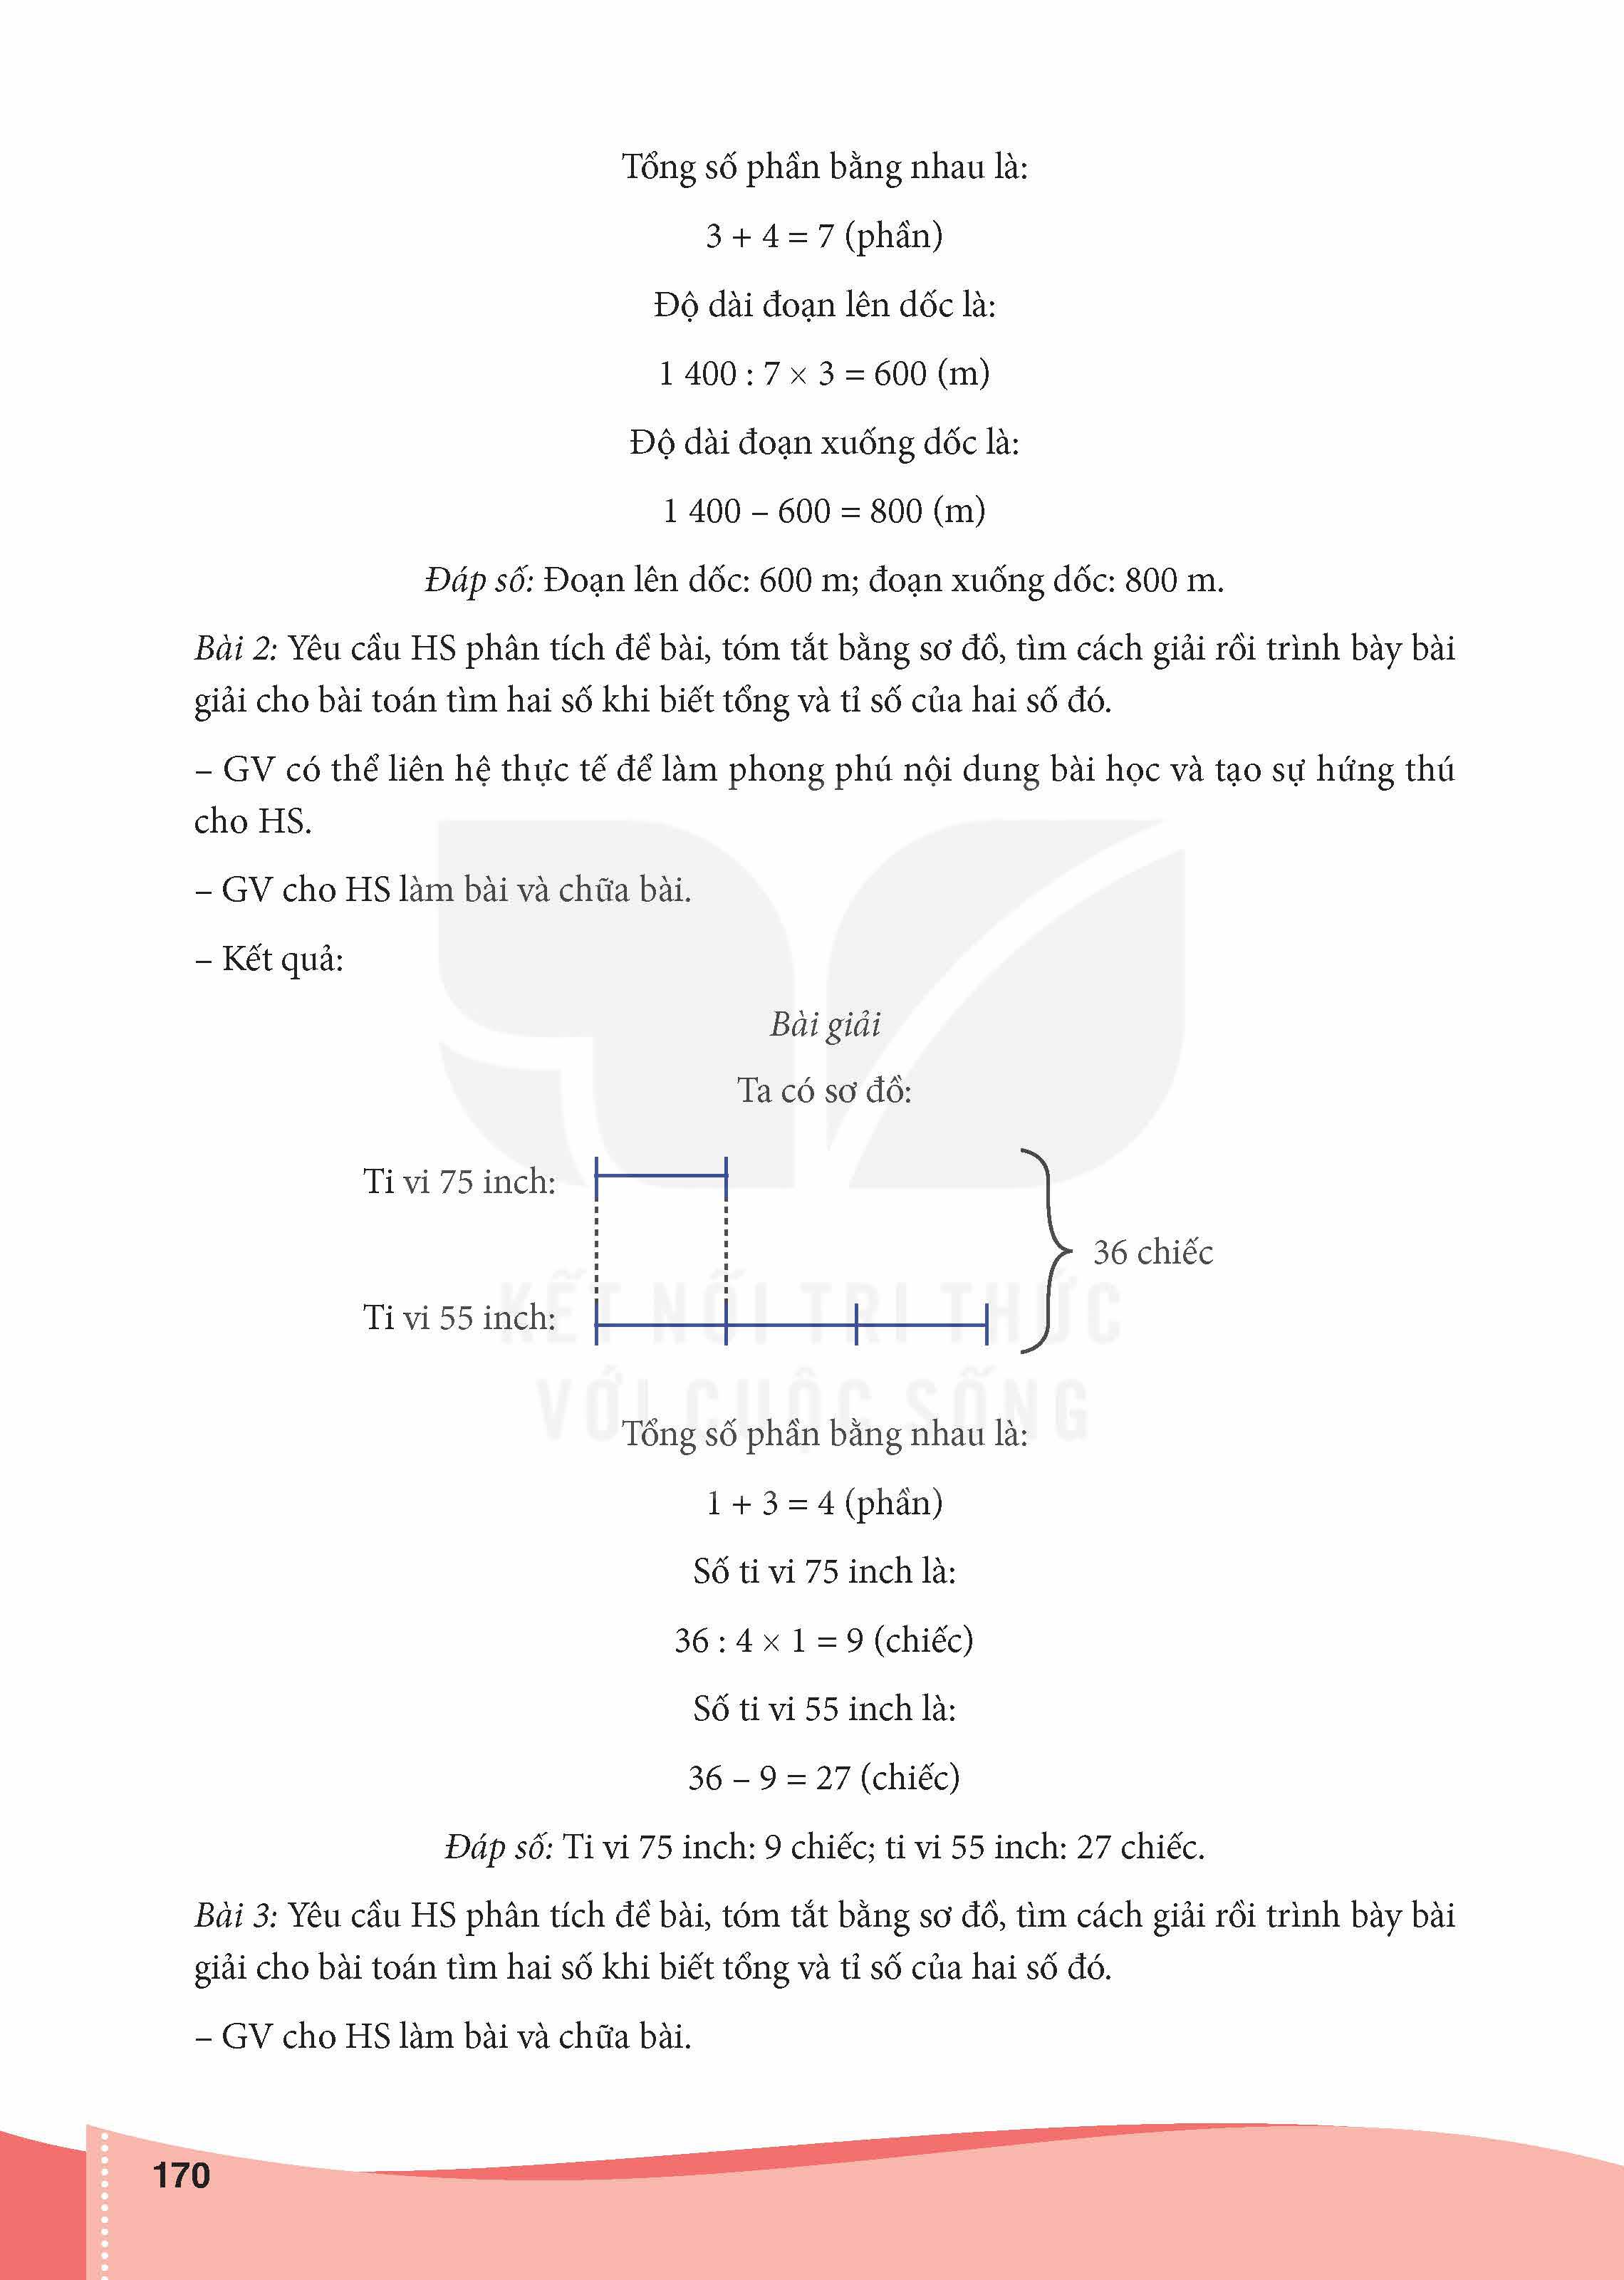 Tổng số phần bằng nhau là:
3 + 4 = 7 (phần)
Độ dài đoạn lên dốc là:
1 400 : 7 × 3 = 600 (m)
Độ dài đoạn xuống dốc là:
1 400 – 600 = 800 (m)
Đáp số: Đoạn lên dốc: 600 m; đoạn xuống dốc: 800 m.
Bài 2: Yêu cầu HS phân tích đề bài, tóm tắt bằng sơ đồ, tìm cách giải rồi trình bày bài
giải cho bài toán tìm hai số khi biết tổng và tỉ số của hai số đó.
– GV có thể liên hệ thực tế để làm phong phú nội dung bài học và tạo sự hứng thú
cho HS.
– GV cho HS làm bài và chữa bài.
– Kết quả:
Bài giải
Ta có sơ đồ:
Ti vi 75 inch:
36 chiếc
Ti vi 55 inch:
KẾT NỐI TRI THỨC
VỚI CUỘC SỐNG
Tổng số phần bằng nhau là:
1 + 3 = 4 (phần)
Số ti vi 75 inch là:
36 : 4 × 1 = 9 (chiếc)
Số ti vi 55 inch là:
36 – 9 = 27 (chiếc)
Đáp số: Ti vi 75 inch: 9 chiếc; ti vi 55 inch: 27 chiếc.
Bài 3: Yêu cầu HS phân tích đề bài, tóm tắt bằng sơ đồ, tìm cách giải rồi trình bày bài
giải cho bài toán tìm hai số khi biết tổng và tỉ số của hai số đó.
– GV cho HS làm bài và chữa bài.
170